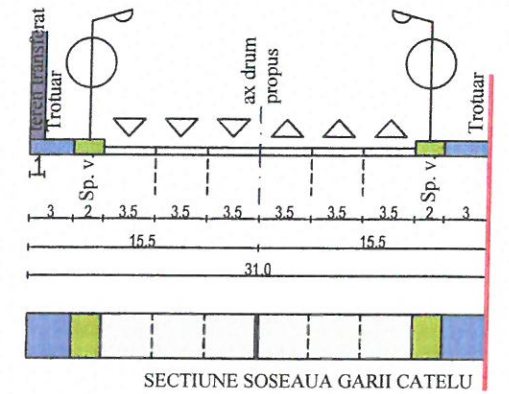 teren transferat
Trotuar
Sp. v.
ax drum
propus
Sp. v.
Trotuar
1
3 2 3.5 3.5 3.5 3.5 3.5 3.5 2 3
15.5 15.5
31.0
SECTIUNE SOSEAUA GARII CATELU